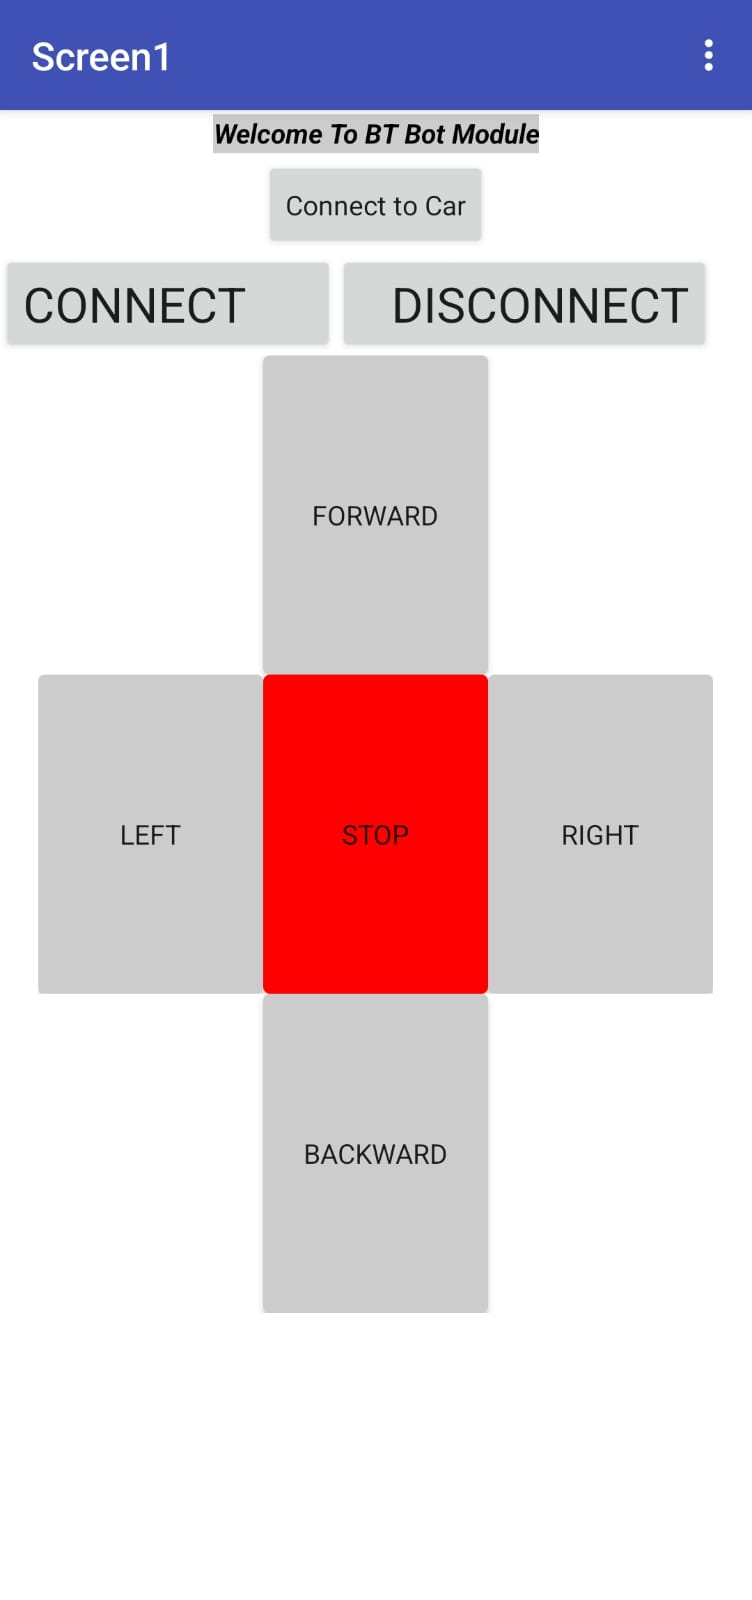 Screen1
Welcome To BT Bot Module
Connect to Car
CONNECT DISCONNECT
FORWARD
LEFT STOP RIGHT
BACKWARD